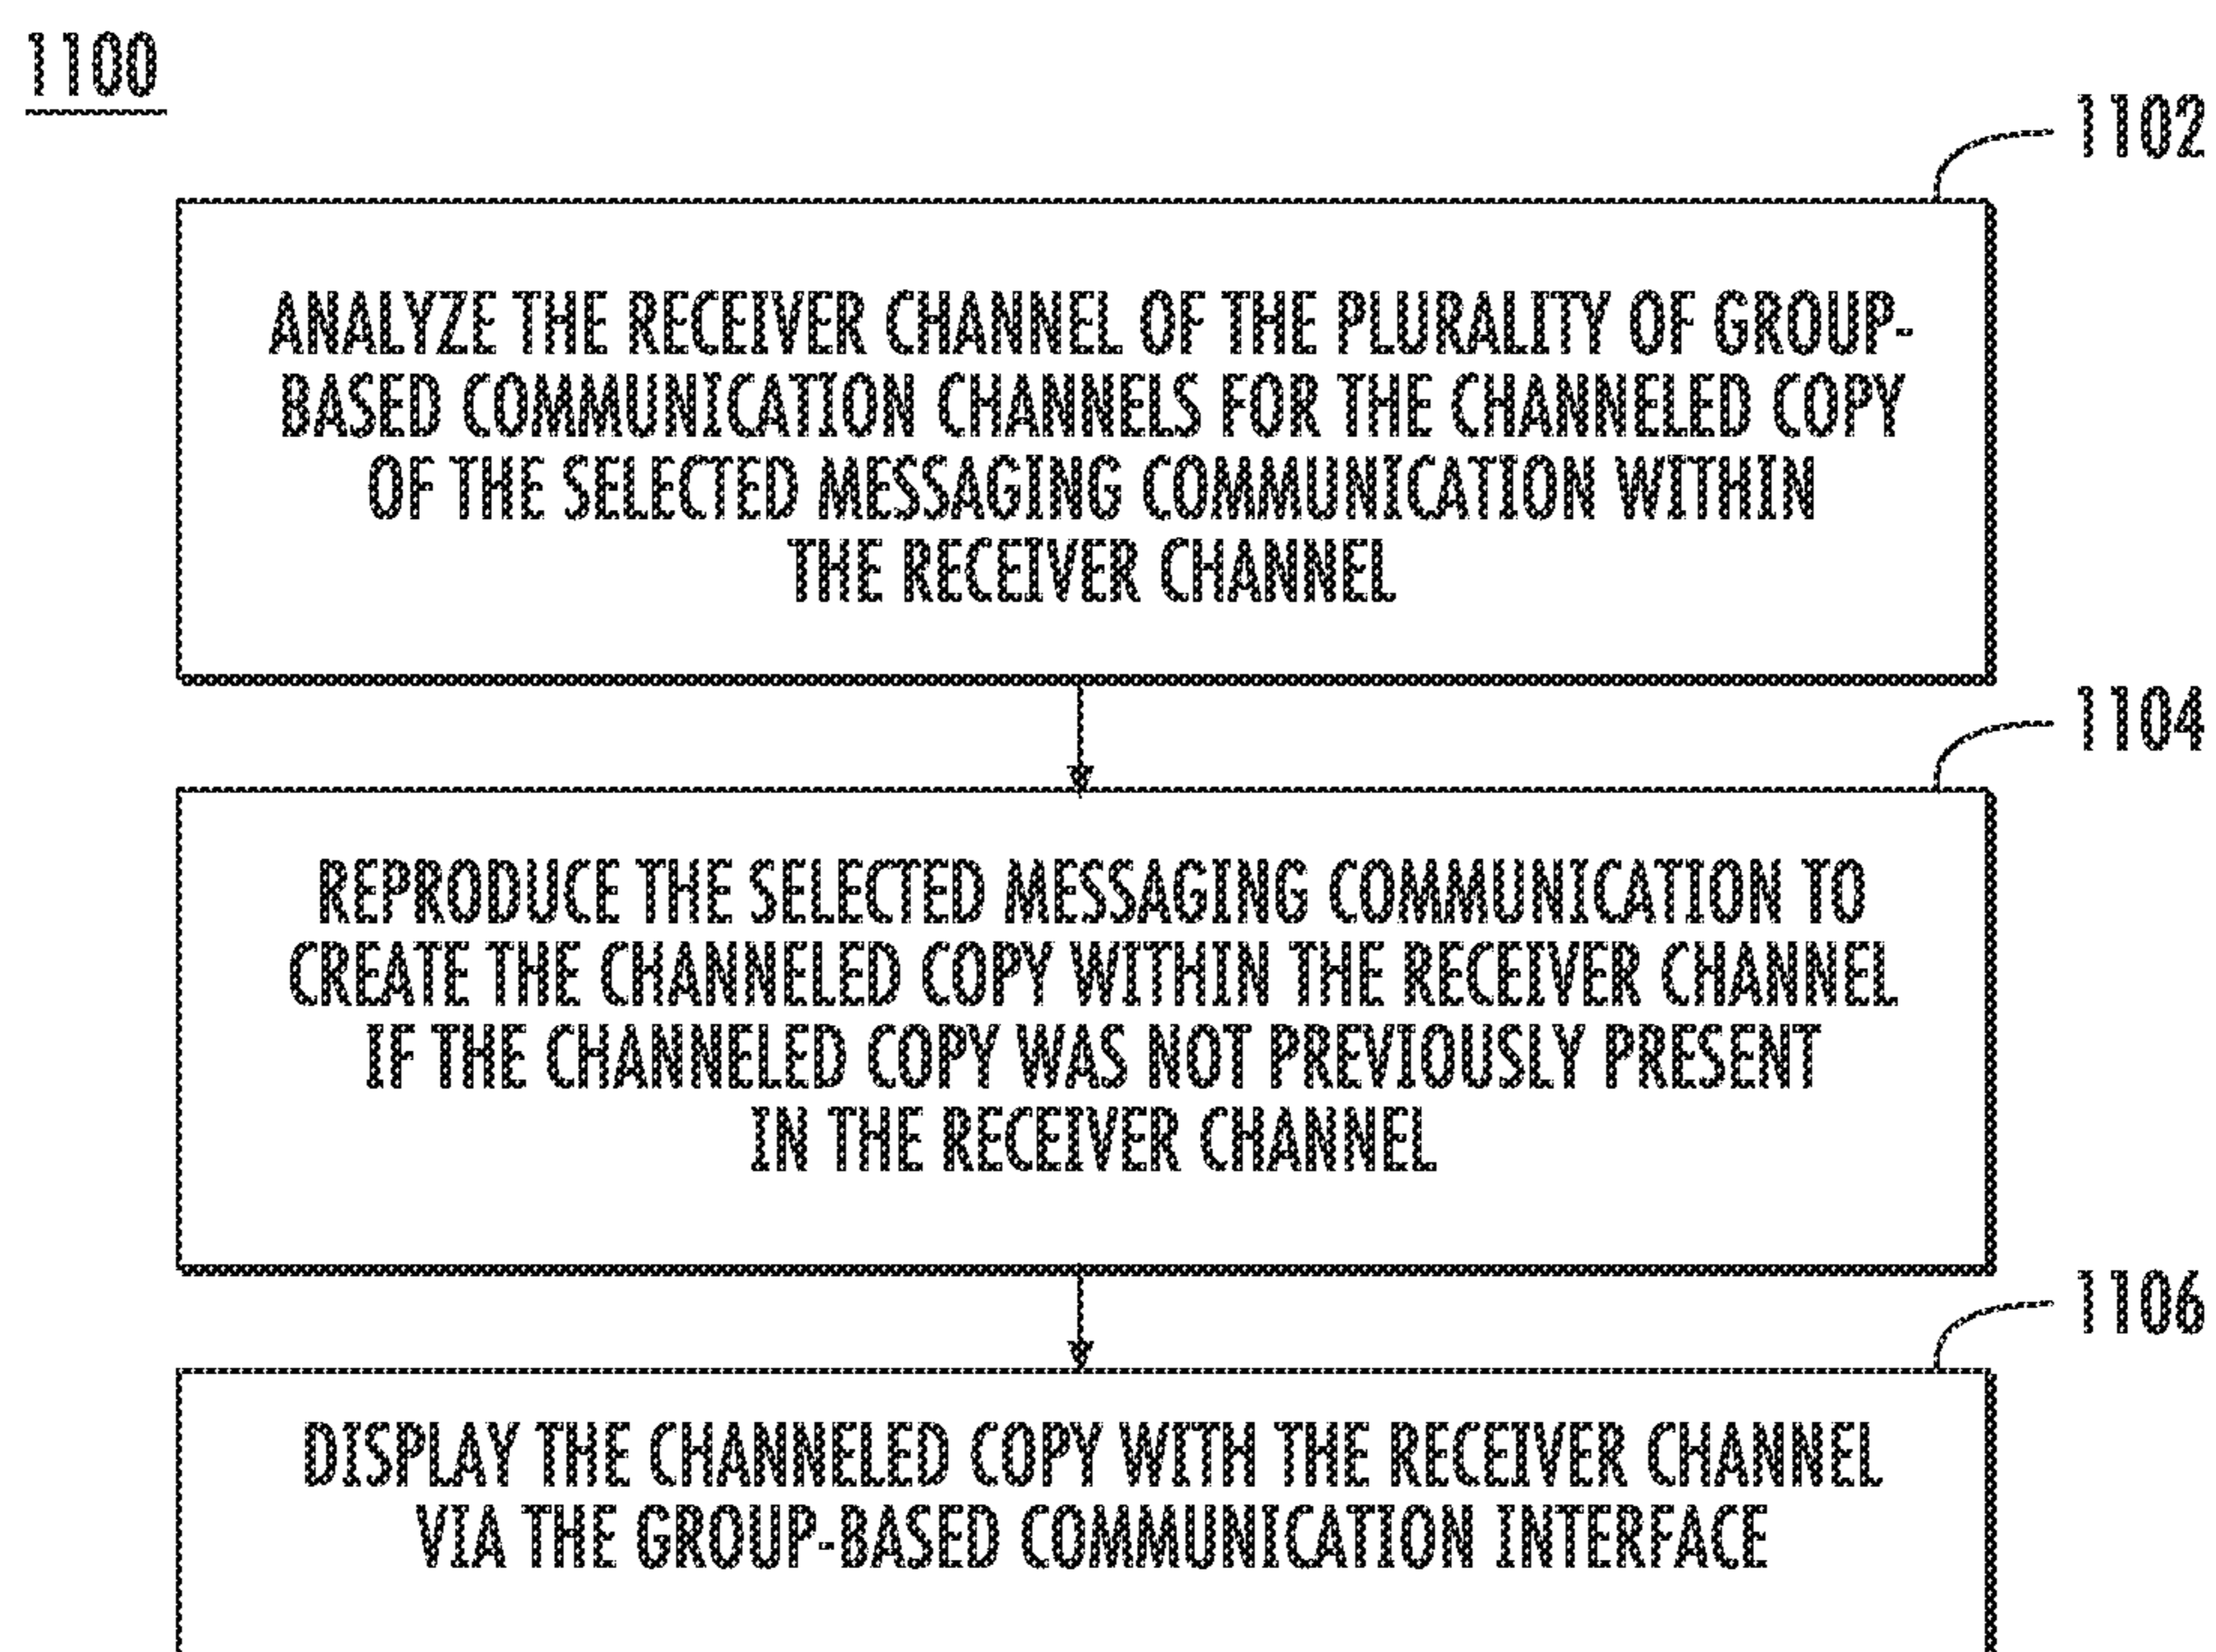 1100
1102
ANALYZE THE RECEIVER CHANNEL OF THE PLURALITY OF GROUP-
BASED COMMUNICATION CHANNELS FOR THE CHANNELED COPY
OF THE SELECTED MESSAGING COMMUNICATION WITHIN
THE RECEIVER CHANNEL
1104
REPRODUCE THE SELECTED MESSAGING COMMUNICATION TO
CREATE THE CHANNELED COPY WITHIN THE RECEIVER CHANNEL
IF THE CHANNELED COPY WAS NOT PREVIOUSLY PRESENT
IN THE RECEIVER CHANNEL
1106
DISPLAY THE CHANNELED COPY WITH THE RECEIVER CHANNEL
VIA THE GROUP-BASED COMMUNICATION INTERFACE